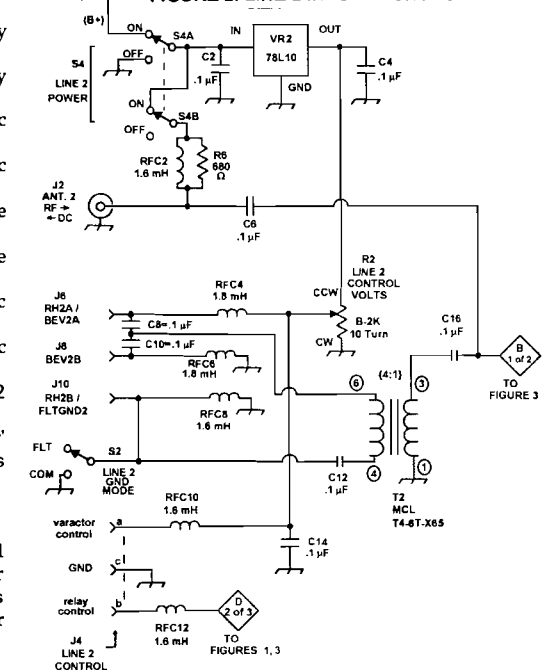 (B+)
ON
S4A
OFF
S4
LINE 2
POWER
ON
S4B
OFF
IN
OUT
VR2
78L10
GND
C2
.1 µF
C4
.1 µF
RFC2
1.6 mH
R6
680
Ω
J2
ANT. 2
RF →
← DC
C6
.1 µF
R2
LINE 2
CONTROL
VOLTS
CCW
B-2K
10 Turn
CW
J6
RH2A /
BEV2A
RFC4
1.8 mH
C8=.1 µF
C10=.1 µF
J8
BEV2B
RFC6
1.8 mH
J10
RH2B /
FLTGND2
RFC8
1.6 mH
FLT
S2
COM
LINE 2
GND
MODE
C16
.1 µF
B
1 of 2
TO
FIGURE 3
{4:1}
6
3
4
1
C12
.1 µF
T2
MCL
T4-6T-X65
RFC10
1.6 mH
varactor
control
a
C14
.1 µF
GND
c
relay
control
b
D
2 of 3
RFC12
1.6 mH
TO
FIGURES 1, 3
J4
LINE 2
CONTROL